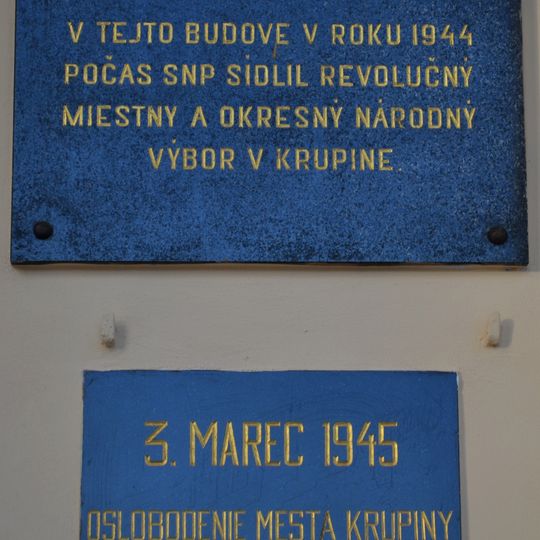 V TEJTO BUDOVE V ROKU 1944
POČAS SNP SÍDLIL REVOLUČNÝ
MIESTNY A OKRESNÝ NÁRODNÝ
VÝBOR V KRUPINE.
3. MAREC 1945
OSLOBODENIE MESTA KRUPINY